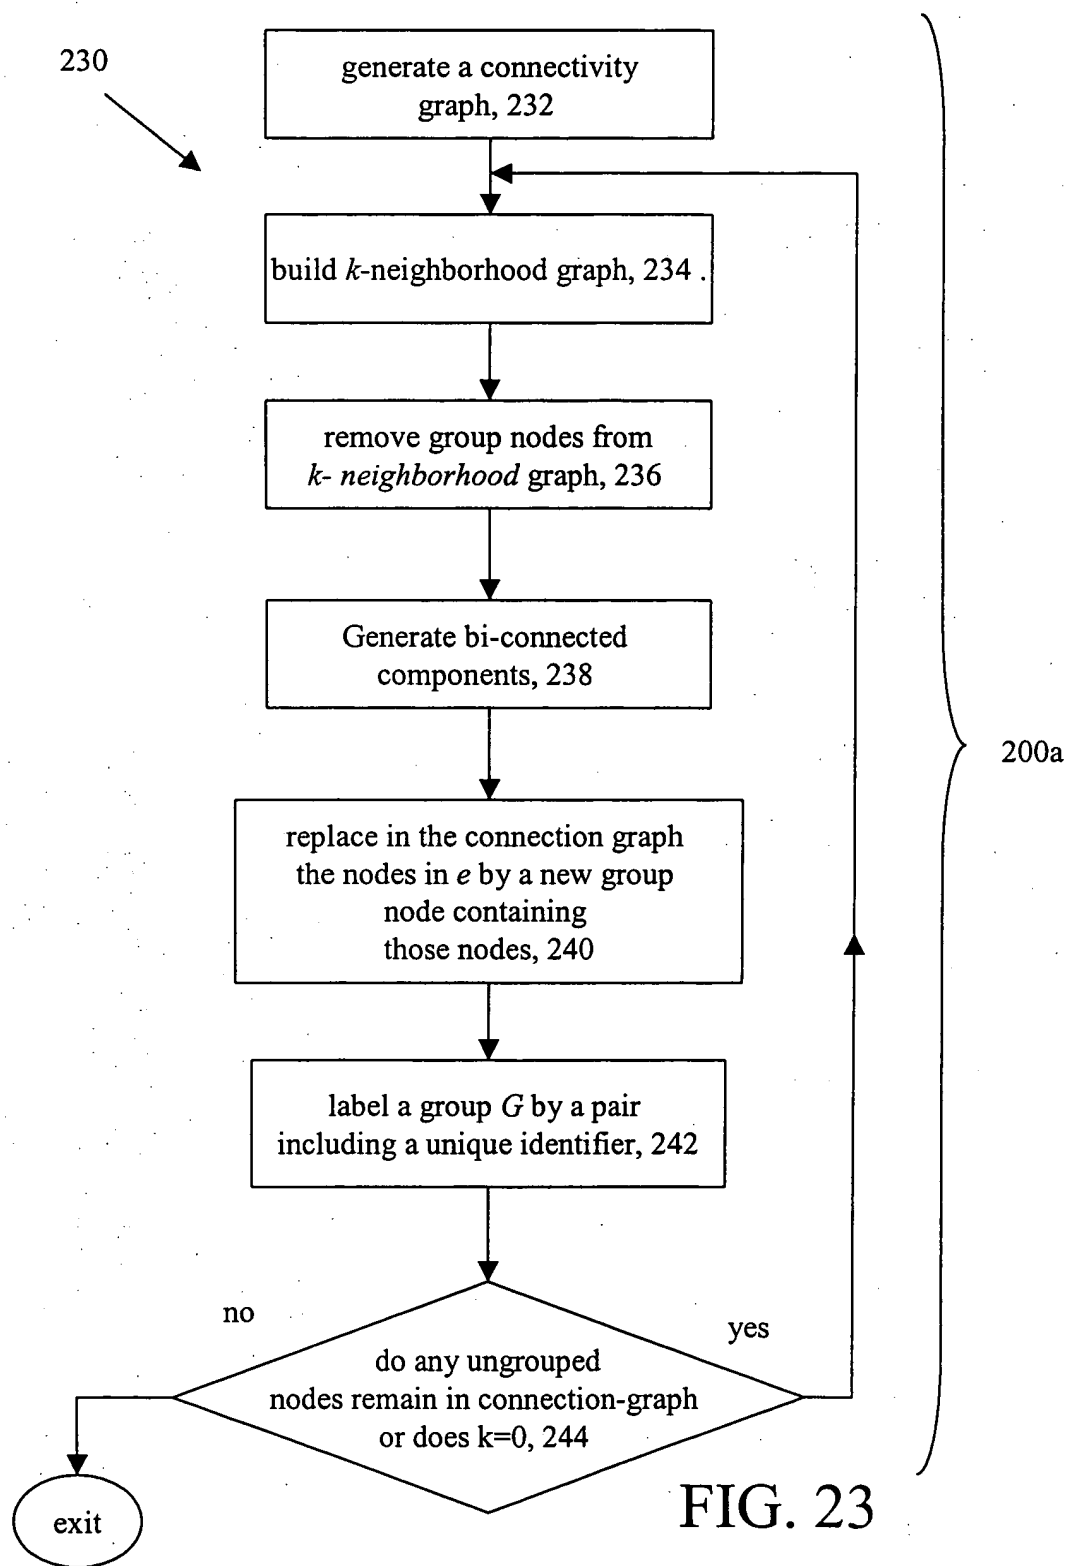 230
generate a connectivity
graph, 232
build k-neighborhood graph, 234 .
remove group nodes from
k- neighborhood graph, 236
Generate bi-connected
components, 238
200a
replace in the connection graph
the nodes in e by a new group
node containing
those nodes, 240
label a group G by a pair
including a unique identifier, 242
no
yes
do any ungrouped
nodes remain in connection-graph
or does k=0, 244
exit
FIG. 23